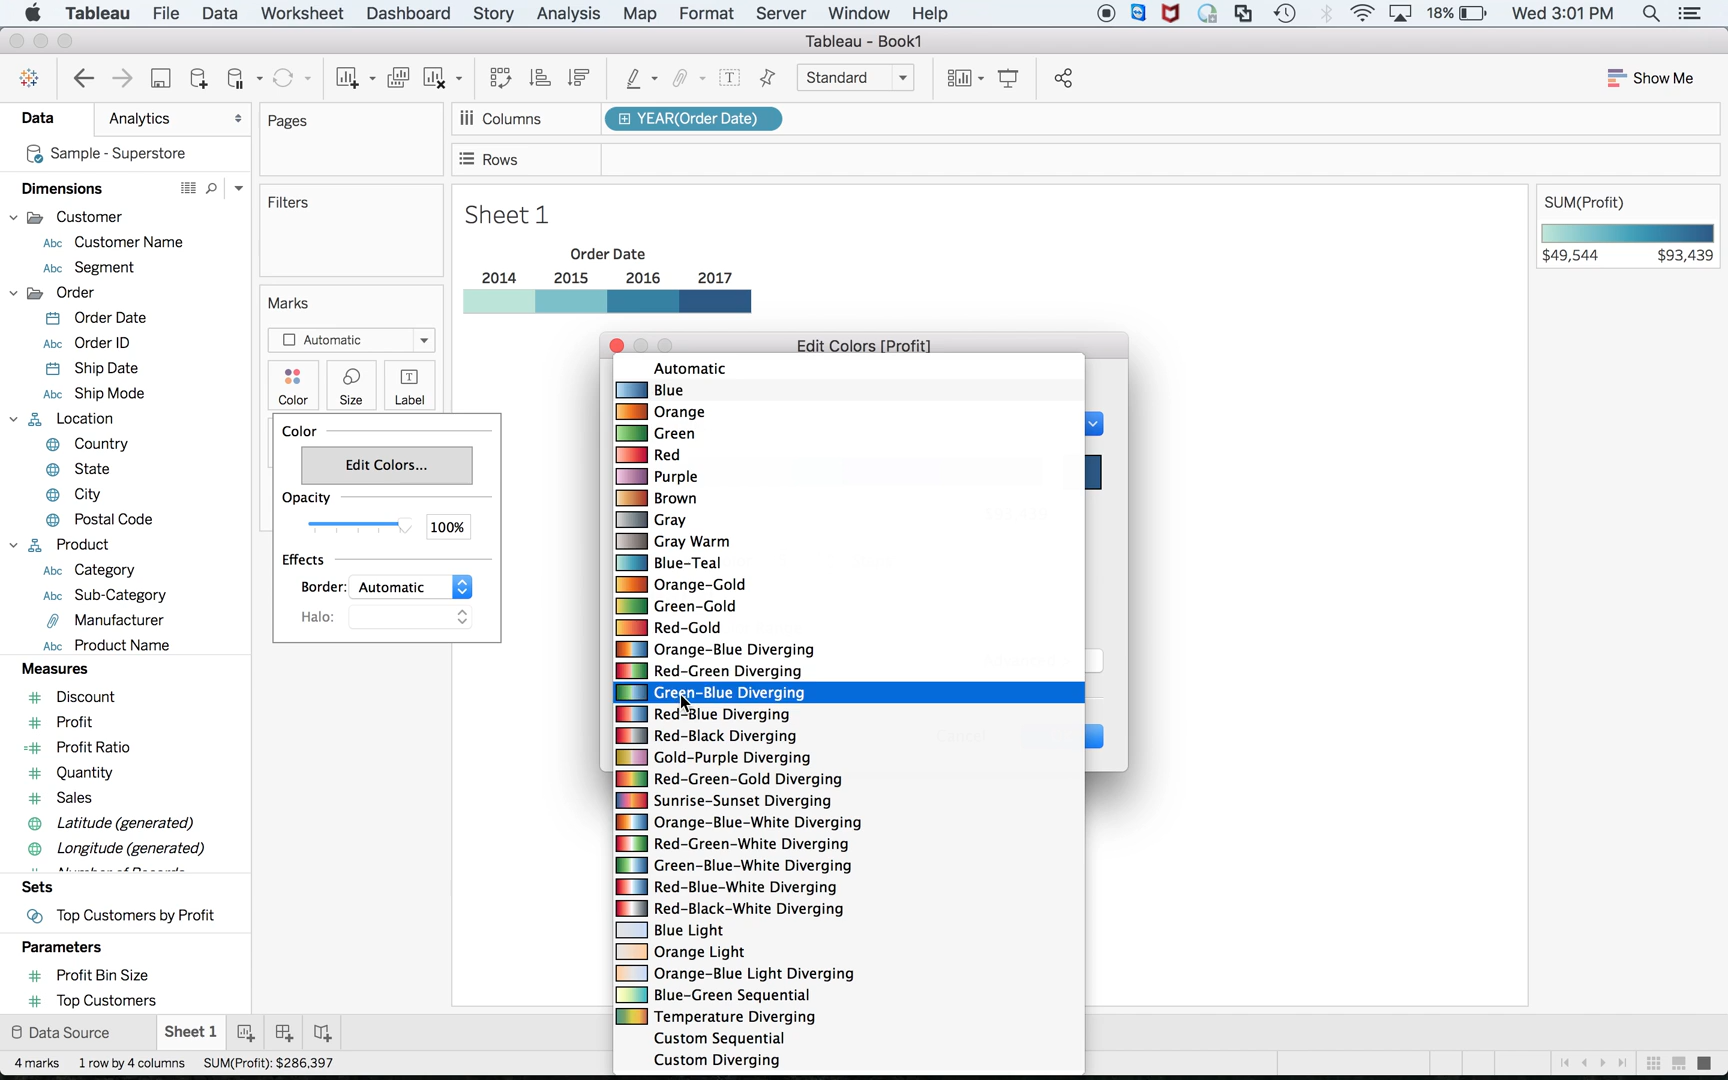 Tableau File Data Worksheet Dashboard Story Analysis Map Format Server Window Help 18% Wed 3:01 PM
Tableau - Book1
Standard Show Me
Data Analytics Pages Columns YEAR(Order Date)
Sample - Superstore Rows
Dimensions Filters Sheet 1 SUM(Profit)
$49,544 $93,439
Customer
Abc Customer Name
Abc Segment
Order
Order Date
Abc Order ID
Ship Date
Abc Ship Mode
Location
Country
State
City
Postal Code
Product
Abc Category
Abc Sub-Category
Manufacturer
Abc Product Name
Measures
Discount
Profit
Profit Ratio
Quantity
Sales
Latitude (generated)
Longitude (generated)
Number of Records
Sets
Top Customers by Profit
Parameters
Profit Bin Size
Top Customers
Marks
Automatic
Color Size Label
Color
Edit Colors...
Opacity
100%
Effects
Border: Automatic
Halo:
Order Date
2014 2015 2016 2017
Edit Colors [Profit]
Automatic
Blue
Orange
Green
Red
Purple
Brown
Gray
Gray Warm
Blue-Teal
Orange-Gold
Green-Gold
Red-Gold
Orange-Blue Diverging
Red-Green Diverging
Green-Blue Diverging
Red-Blue Diverging
Red-Black Diverging
Gold-Purple Diverging
Red-Green-Gold Diverging
Sunrise-Sunset Diverging
Orange-Blue-White Diverging
Red-Green-White Diverging
Green-Blue-White Diverging
Red-Blue-White Diverging
Red-Black-White Diverging
Blue Light
Orange Light
Orange-Blue Light Diverging
Blue-Green Sequential
Temperature Diverging
Custom Sequential
Custom Diverging
Data Source Sheet 1
4 marks 1 row by 4 columns SUM(Profit): $286,397